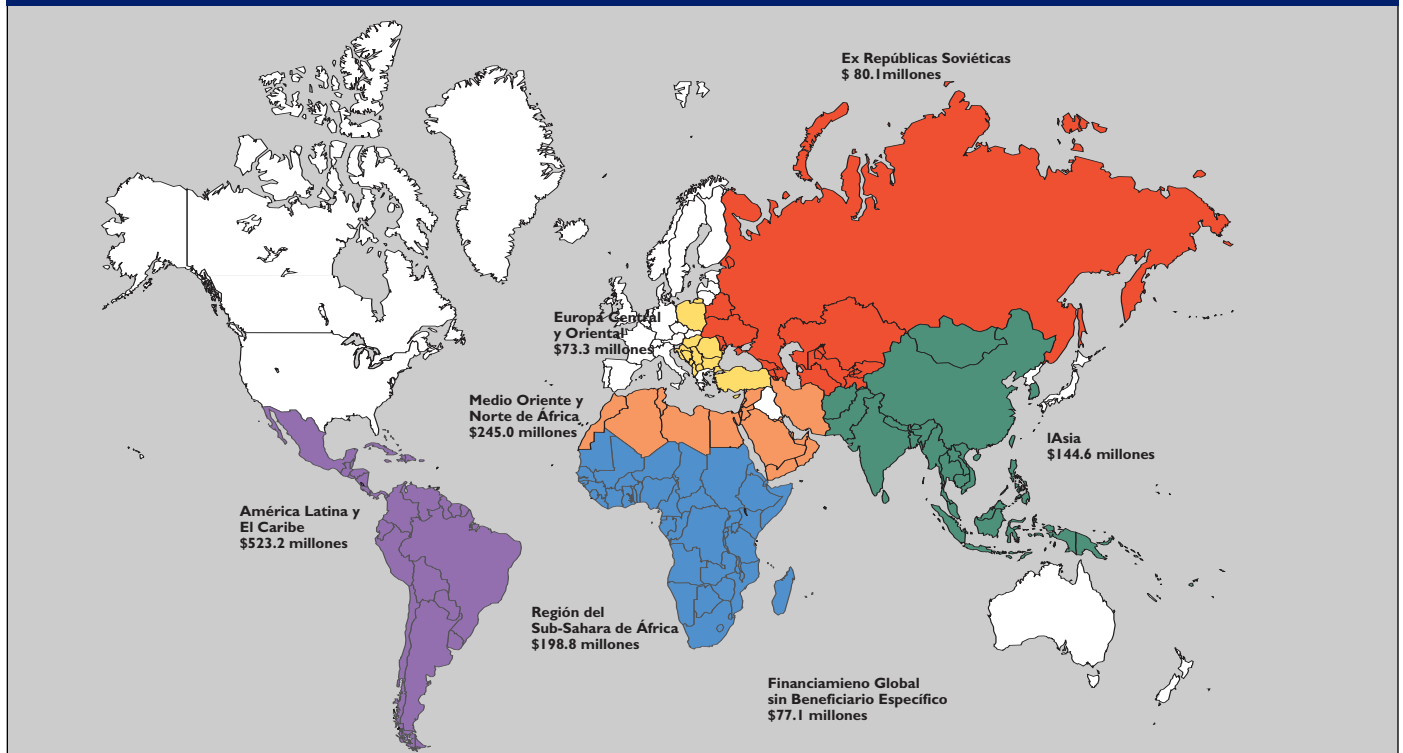 Ex Repúblicas Soviéticas
$ 80.1millones
Europa Central
y Oriental
$73.3 millones
Medio Oriente y
Norte de África
$245.0 millones
IAsia
$144.6 millones
América Latina y
El Caribe
$523.2 millones
Región del
Sub-Sahara de África
$198.8 millones
Financiamieno Global
sin Beneficiario Específico
$77.1 millones